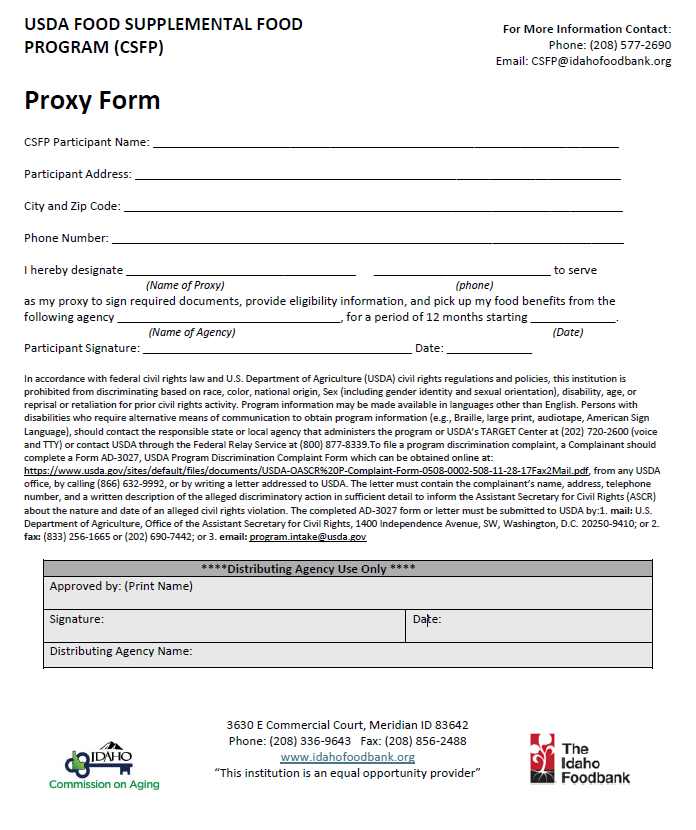 USDA FOOD SUPPLEMENTAL FOOD
PROGRAM (CSFP)
For More Information Contact:
Phone: (208) 577-2690
Email: CSFP@idahofoodbank.org
Proxy Form
CSFP Participant Name: ______________________________
Participant Address: ______________________________
City and Zip Code: ______________________________
Phone Number: ______________________________
I hereby designate ____________________ ____________________ to serve
(Name of Proxy) (phone)
as my proxy to sign required documents, provide eligibility information, and pick up my food benefits from the
following agency ____________________, for a period of 12 months starting __________.
(Name of Agency) (Date)
Participant Signature: ____________________ Date: __________
In accordance with federal civil rights law and U.S. Department of Agriculture (USDA) civil rights regulations and policies, this institution is
prohibited from discriminating based on race, color, national origin, Sex (including gender identity and sexual orientation), disability, age, or
reprisal or retaliation for prior civil rights activity. Program information may be made available in languages other than English. Persons with
disabilities who require alternative means of communication to obtain program information (e.g., Braille, large print, audiotape, American Sign
Language), should contact the responsible state or local agency that administers the program or USDA's TARGET Center at (202) 720-2600 (voice
and TTY) or contact USDA through the Federal Relay Service at (800) 877-8339.To file a program discrimination complaint, a Complainant should
complete a Form AD-3027, USDA Program Discrimination Complaint Form which can be obtained online at:
https://www.usda.gov/sites/default/files/documents/USDA-OASCR%20P-Complaint-Form-0508-0002-508-11-28-17Fax2Mail.pdf, from any USDA
office, by calling (866) 632-9992, or by writing a letter addressed to USDA. The letter must contain the complainant's name, address, telephone
number, and a written description of the alleged discriminatory action in sufficient detail to inform the Assistant Secretary for Civil Rights (ASCR)
about the nature and date of an alleged civil rights violation. The completed AD-3027 form or letter must be submitted to USDA by:1. mail: U.S.
Department of Agriculture, Office of the Assistant Secretary for Civil Rights, 1400 Independence Avenue, SW, Washington, D.C. 20250-9410; or 2.
fax: (833) 256-1665 or (202) 690-7442; or 3. email: program.intake@usda.gov
****Distributing Agency Use Only ****
Approved by: (Print Name)
Signature: Date:
Distributing Agency Name:
3630 E Commercial Court, Meridian ID 83642
Phone: (208) 336-9643 Fax: (208) 856-2488
www.idahofoodbank.org
"This institution is an equal opportunity provider"
IDAHO
Commission on Aging
The
Idaho
Foodbank